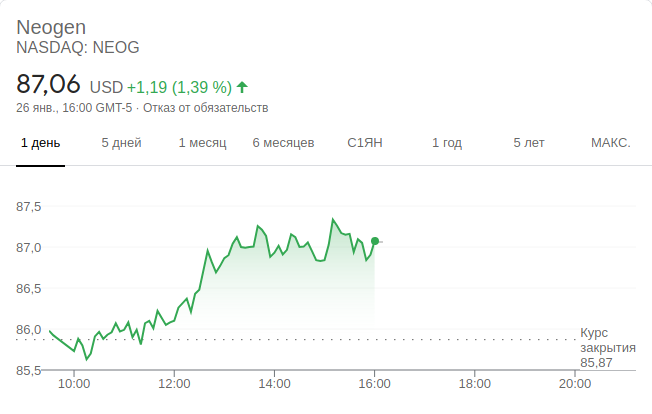 Neogen
NASDAQ: NEOG
87,06 USD +1,19 (1,39 %)
26 янв., 16:00 GMT-5 · Отказ от обязательств
1 день 5 дней 1 месяц 6 месяцев С1ЯН 1 год 5 лет МАКС.
87,5
87,0
86,5
86,0
85,5
Курс
закрытия
85,87
10:00 12:00 14:00 16:00 18:00 20:00